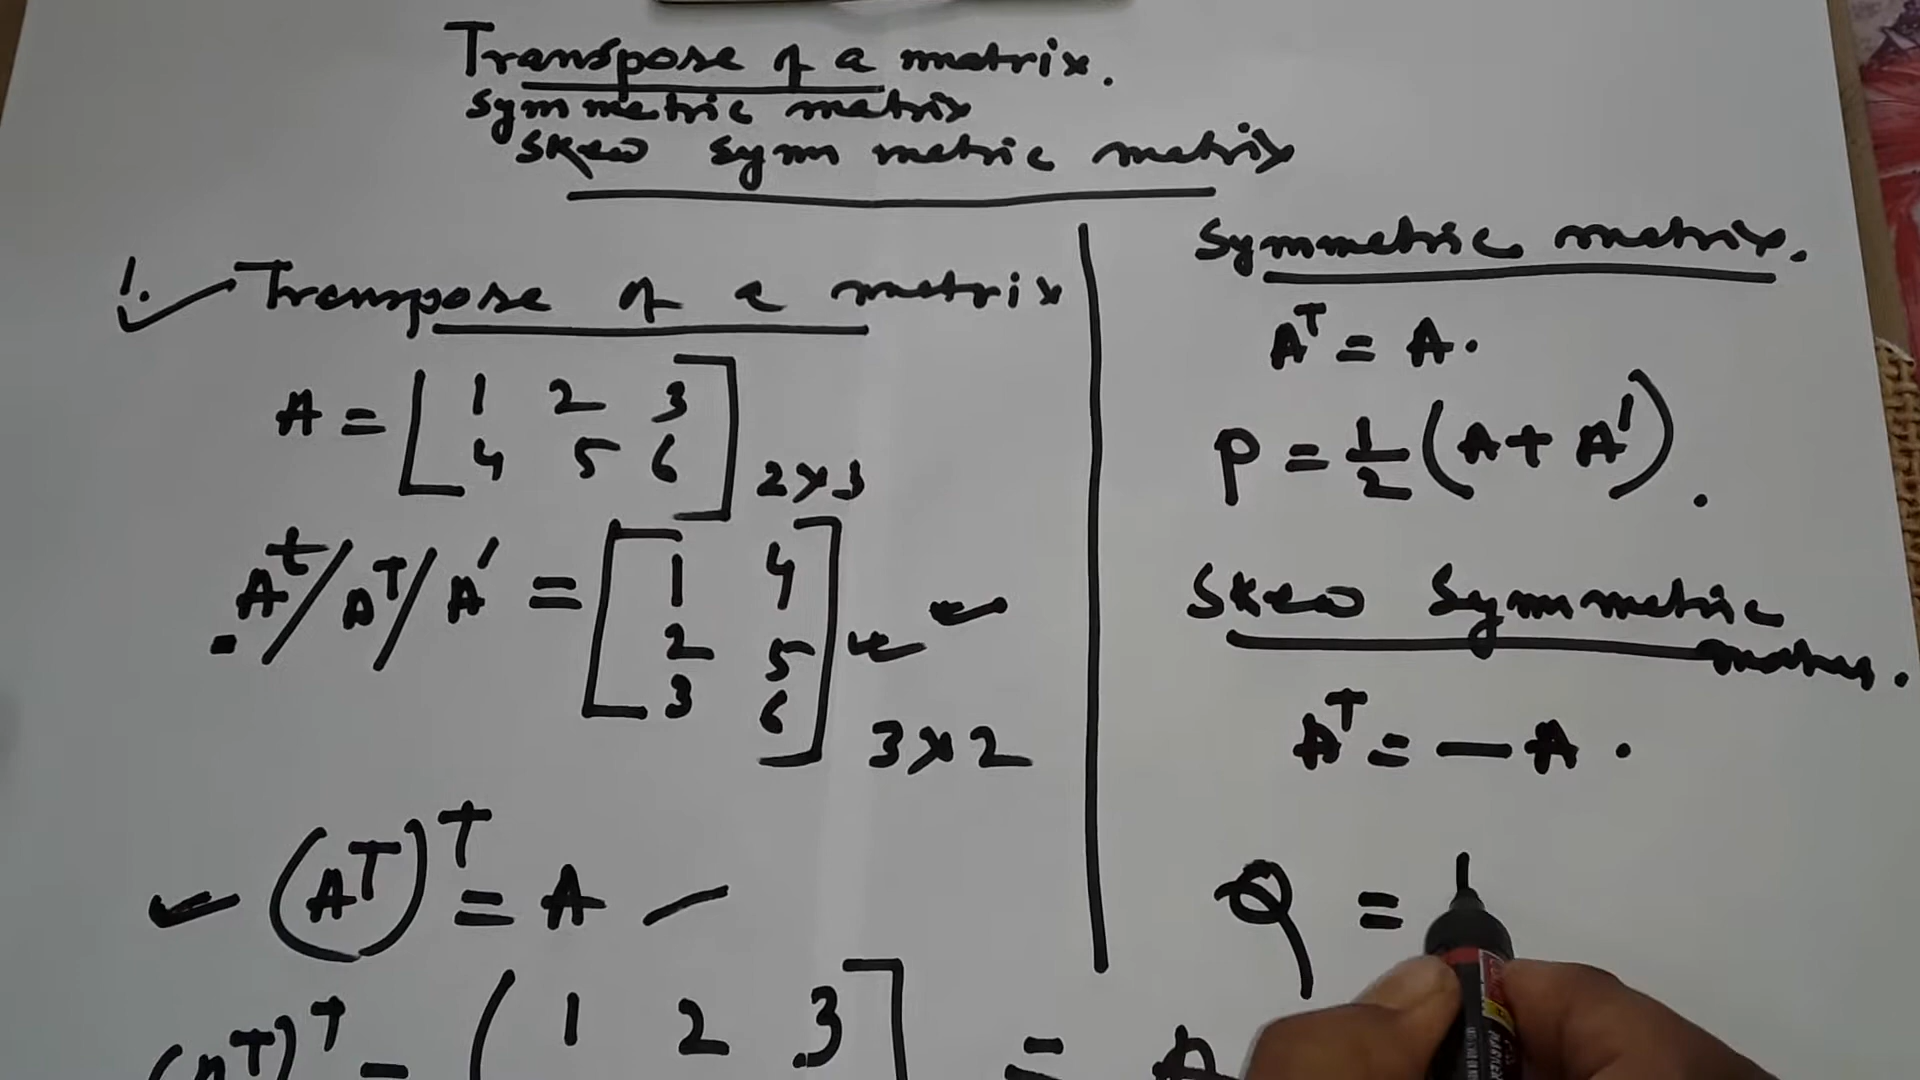 Transpose of a matrix.
Symmetric matrix
Skew symmetric matrix
1. Transpose of a matrix
A = [ 1 2 3
4 5 6 ] 2×3
A^t / A^T / A' = [ 1 4
2 5
3 6 ] 3×2
(A^T)^T = A
(A^T)^T = [ 1 2 3 ] = A
Symmetric matrix.
A^T = A.
P = 1/2 (A + A').
Skew Symmetric
matrix.
A^T = -A.
Q = 1